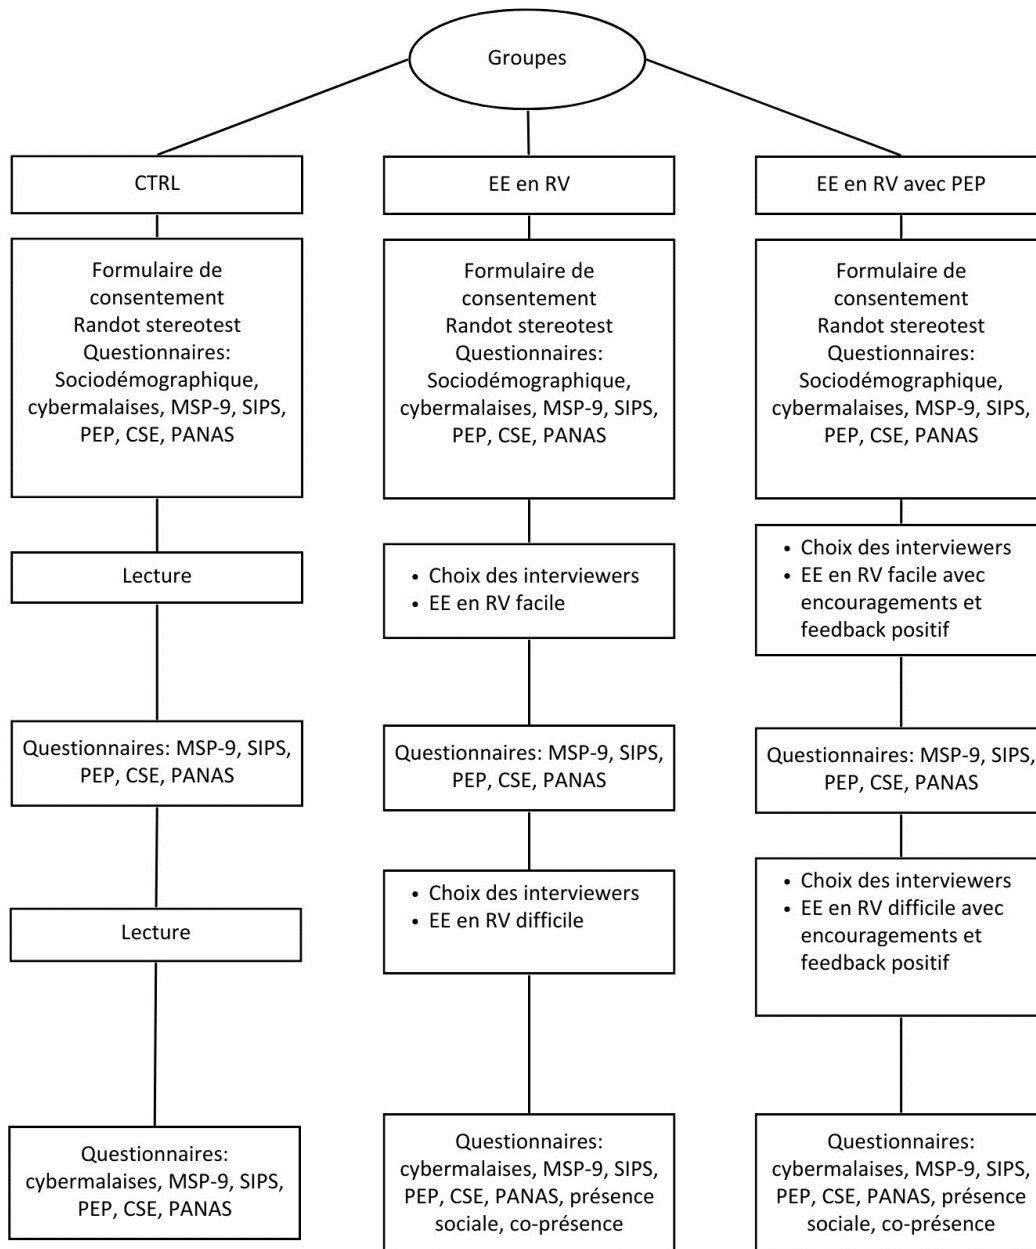 Groupes
CTRL
EE en RV
EE en RV avec PEP
Formulaire de
consentement
Randot stereotest
Questionnaires:
Sociodémographique,
cybermalaises, MSP-9, SIPS,
PEP, CSE, PANAS
Formulaire de
consentement
Randot stereotest
Questionnaires:
Sociodémographique,
cybermalaises, MSP-9, SIPS,
PEP, CSE, PANAS
Formulaire de
consentement
Randot stereotest
Questionnaires:
Sociodémographique,
cybermalaises, MSP-9, SIPS,
PEP, CSE, PANAS
Lecture
• Choix des interviewers
• EE en RV facile
• Choix des interviewers
• EE en RV facile avec
encouragements et
feedback positif
Questionnaires: MSP-9, SIPS,
PEP, CSE, PANAS
Questionnaires: MSP-9, SIPS,
PEP, CSE, PANAS
Questionnaires: MSP-9, SIPS,
PEP, CSE, PANAS
Lecture
• Choix des interviewers
• EE en RV difficile
• Choix des interviewers
• EE en RV difficile avec
encouragements et
feedback positif
Questionnaires:
cybermalaises, MSP-9, SIPS,
PEP, CSE, PANAS
Questionnaires:
cybermalaises, MSP-9, SIPS,
PEP, CSE, PANAS, présence
sociale, co-présence
Questionnaires:
cybermalaises, MSP-9, SIPS,
PEP, CSE, PANAS, présence
sociale, co-présence